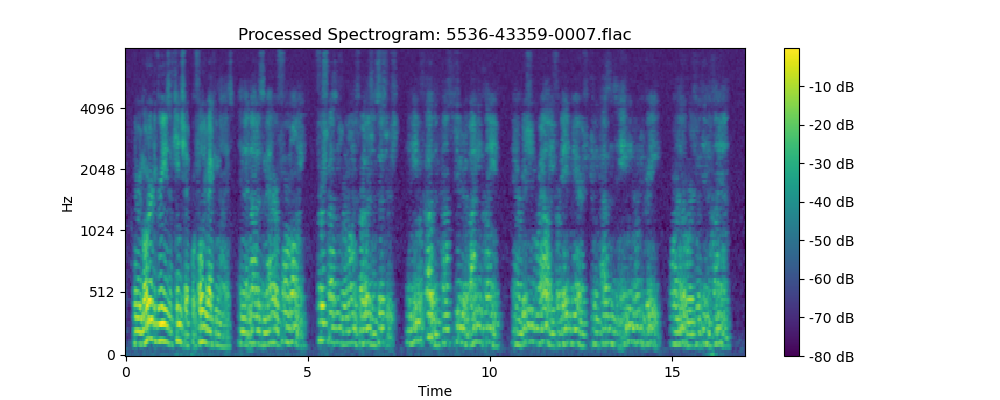 Processed Spectrogram: 5536-43359-0007.flac
Hz
4096
2048
1024
512
0
0 5 10 15
Time
-10 dB
-20 dB
-30 dB
-40 dB
-50 dB
-60 dB
-70 dB
-80 dB